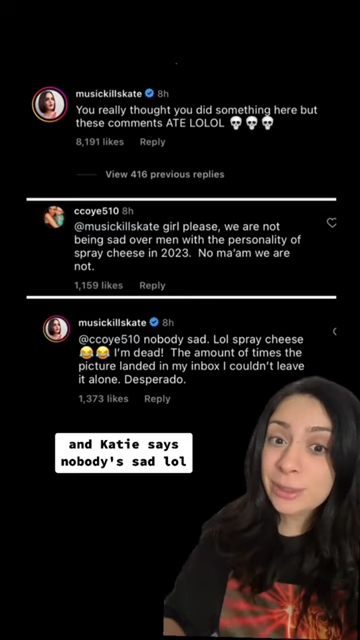 musickillskate 8h
You really thought you did something here but
these comments ATE LOLOL 💀💀💀
8,191 likes Reply
View 416 previous replies
ccoye510 8h
@musickillskate girl please, we are not
being sad over men with the personality of
spray cheese in 2023. No ma'am we are
not.
1,159 likes Reply
musickillskate 8h
@ccoye510 nobody sad. Lol spray cheese
😂😂 I'm dead! The amount of times the
picture landed in my inbox I couldn't leave
it alone. Desperado.
1,373 likes Reply
and Katie says
nobody's sad lol